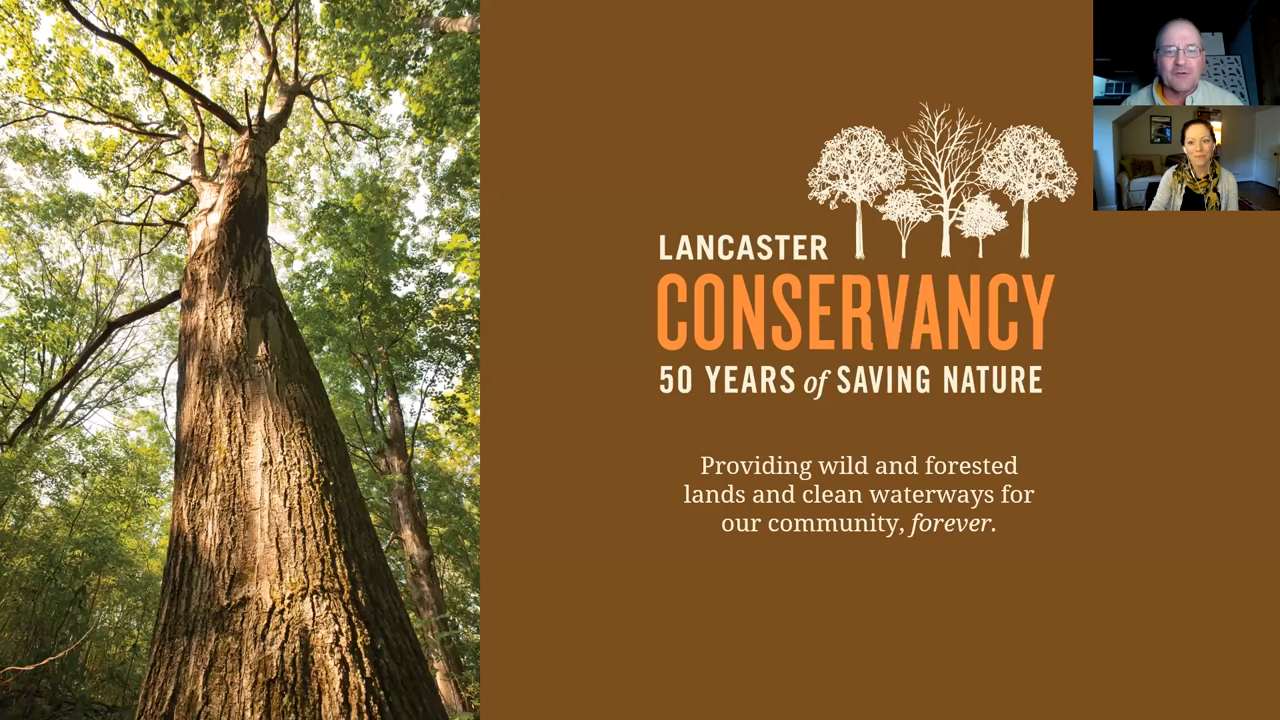 LANCASTER
CONSERVANCY
50 YEARS of SAVING NATURE
Providing wild and forested
lands and clean waterways for
our community, forever.